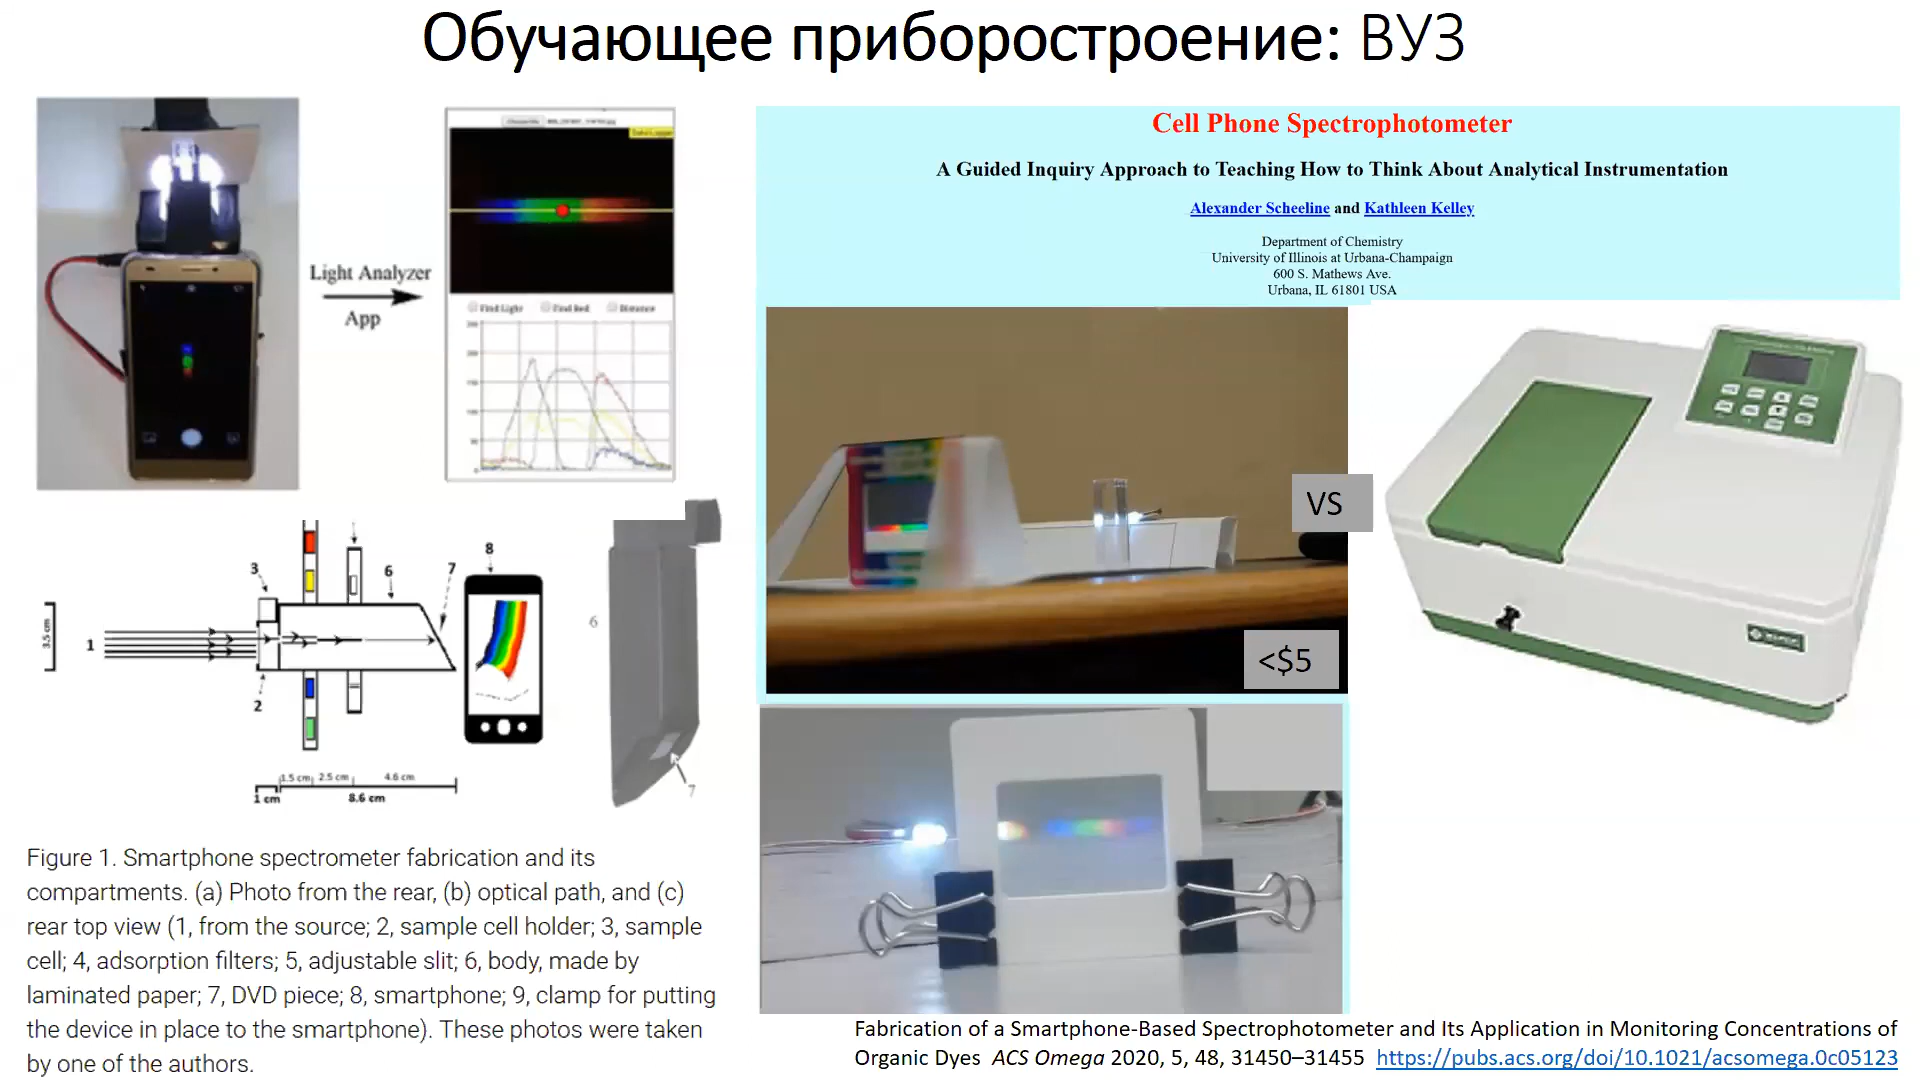 Обучающее приборостроение: ВУЗ
Light Analyzer
App
Find Light
Find Red
Distance
3.5 cm
1
2
3
6
7
8
1.5 cm
2.5 cm
4.6 cm
1 cm
8.6 cm
6
7
Figure 1. Smartphone spectrometer fabrication and its
compartments. (a) Photo from the rear, (b) optical path, and (c)
rear top view (1, from the source; 2, sample cell holder; 3, sample
cell; 4, adsorption filters; 5, adjustable slit; 6, body, made by
laminated paper; 7, DVD piece; 8, smartphone; 9, clamp for putting
the device in place to the smartphone). These photos were taken
by one of the authors.
Cell Phone Spectrophotometer
A Guided Inquiry Approach to Teaching How to Think About Analytical Instrumentation
Alexander Scheeline and Kathleen Kelley
Department of Chemistry
University of Illinois at Urbana-Champaign
600 S. Mathews Ave.
Urbana, IL 61801 USA
VS
<$5
Fabrication of a Smartphone-Based Spectrophotometer and Its Application in Monitoring Concentrations of
Organic Dyes ACS Omega 2020, 5, 48, 31450–31455 https://pubs.acs.org/doi/10.1021/acsomega.0c05123